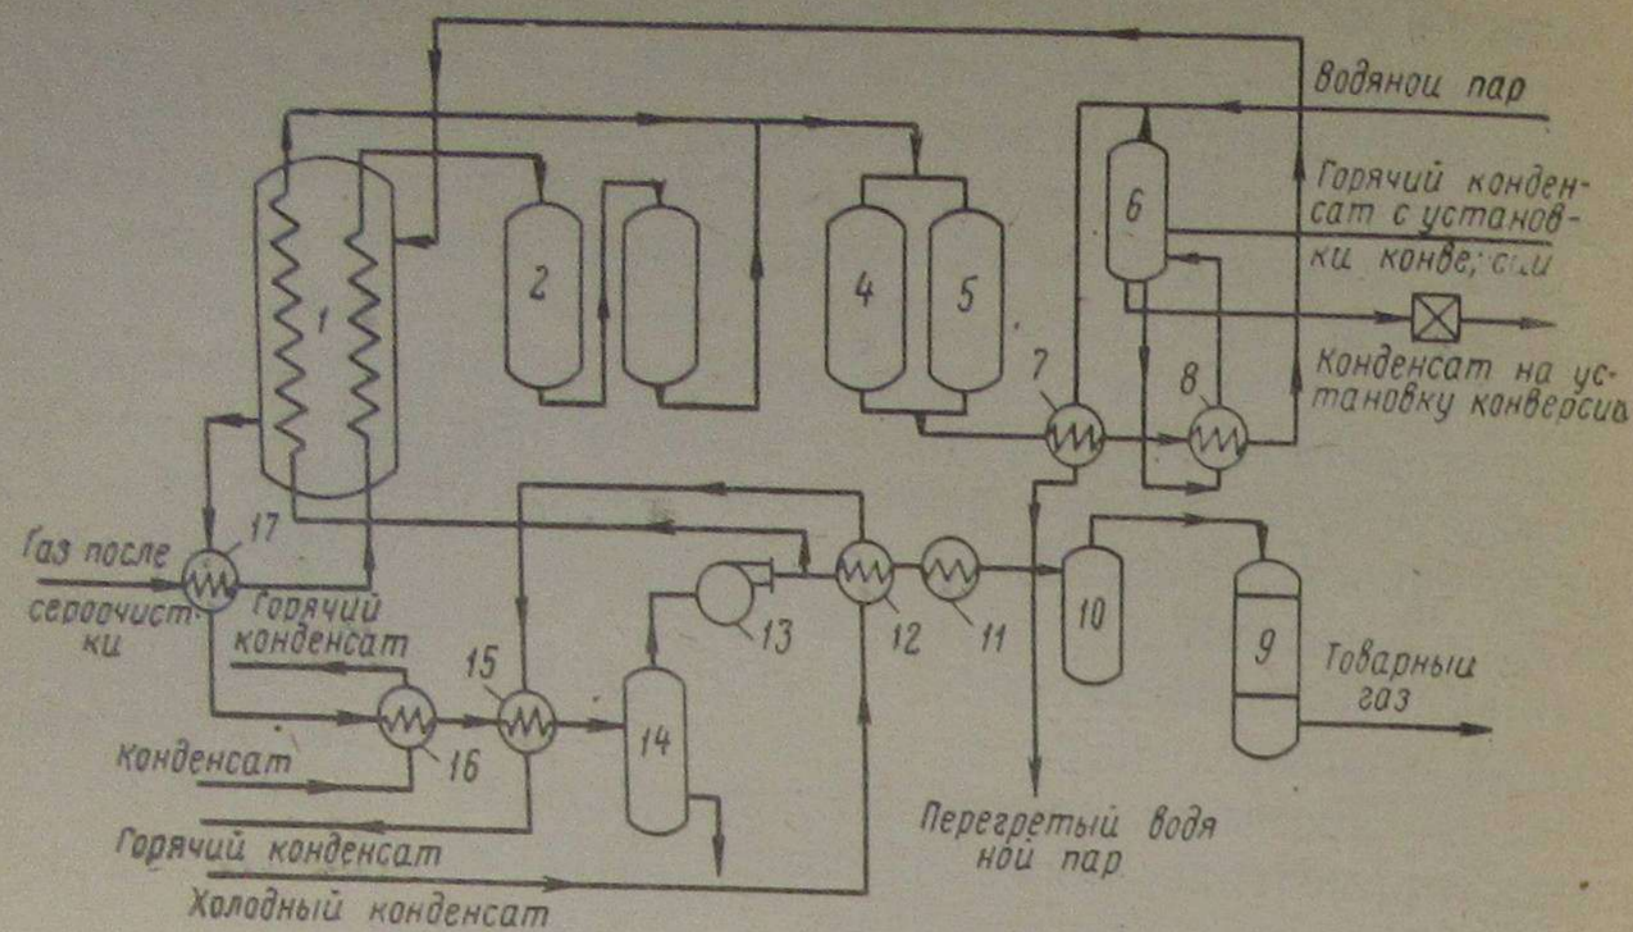 Водяной пар
Горячий конден-
сат с установ-
ки конверсии
6
1
2
4
5
7
8
Конденсат на ус-
тановку конверсии
17
Газ после
сероочист-
ки
Горячий
конденсат
15
13
12
11
10
9
Товарный
газ
14
16
Конденсат
Горячий конденсат
Холодный конденсат
Перегретый водя
ной пар